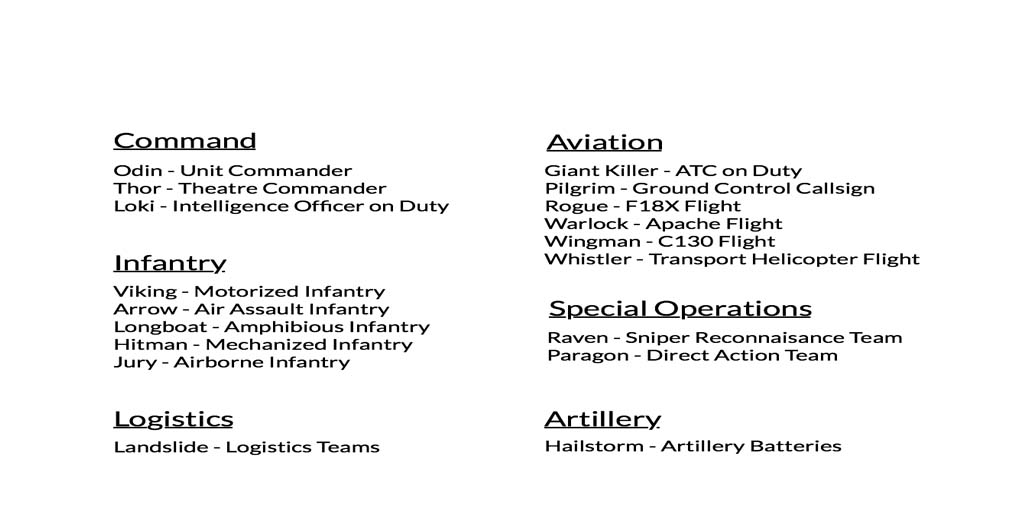 Command
Odin - Unit Commander
Thor - Theatre Commander
Loki - Intelligence Officer on Duty
Infantry
Viking - Motorized Infantry
Arrow - Air Assault Infantry
Longboat - Amphibious Infantry
Hitman - Mechanized Infantry
Jury - Airborne Infantry
Logistics
Landslide - Logistics Teams
Aviation
Giant Killer - ATC on Duty
Pilgrim - Ground Control Callsign
Rogue - F18X Flight
Warlock - Apache Flight
Wingman - C130 Flight
Whistler - Transport Helicopter Flight
Special Operations
Raven - Sniper Reconnaisance Team
Paragon - Direct Action Team
Artillery
Hailstorm - Artillery Batteries